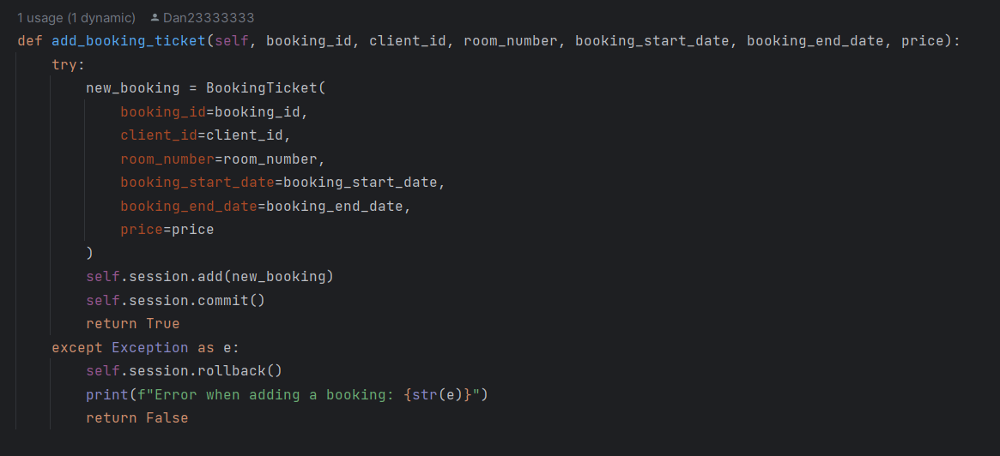 1 usage (1 dynamic) Dan23333333
def add_booking_ticket(self, booking_id, client_id, room_number, booking_start_date, booking_end_date, price):
    try:
        new_booking = BookingTicket(
            booking_id=booking_id,
            client_id=client_id,
            room_number=room_number,
            booking_start_date=booking_start_date,
            booking_end_date=booking_end_date,
            price=price
        )
        self.session.add(new_booking)
        self.session.commit()
        return True
    except Exception as e:
        self.session.rollback()
        print(f"Error when adding a booking: {str(e)}")
        return False